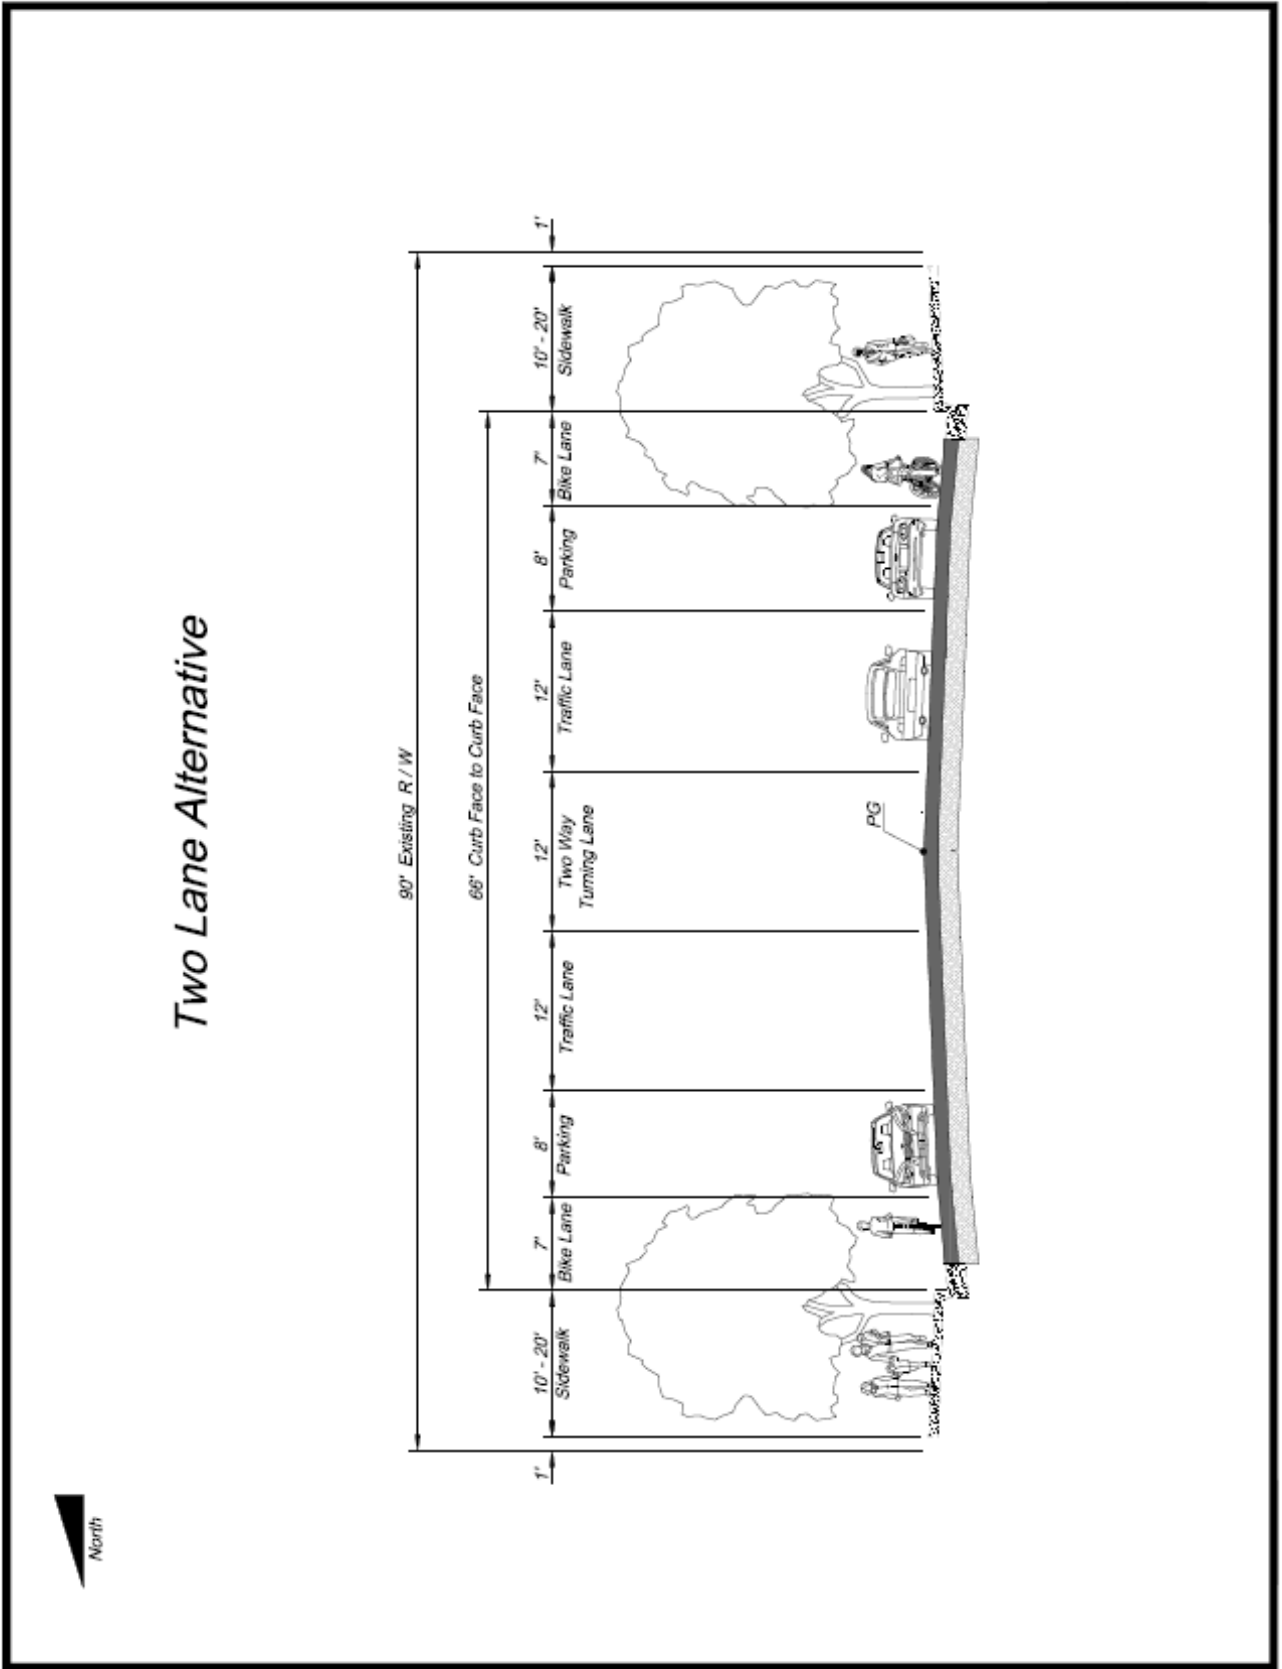 North
Two Lane Alternative
90' Existing R / W
66' Curb Face to Curb Face
1'
10' - 20'
Sidewalk
7'
Bike Lane
8'
Parking
12'
Traffic Lane
12'
Two Way
Turning Lane
12'
Traffic Lane
8'
Parking
7'
Bike Lane
10' - 20'
Sidewalk
1'
PG